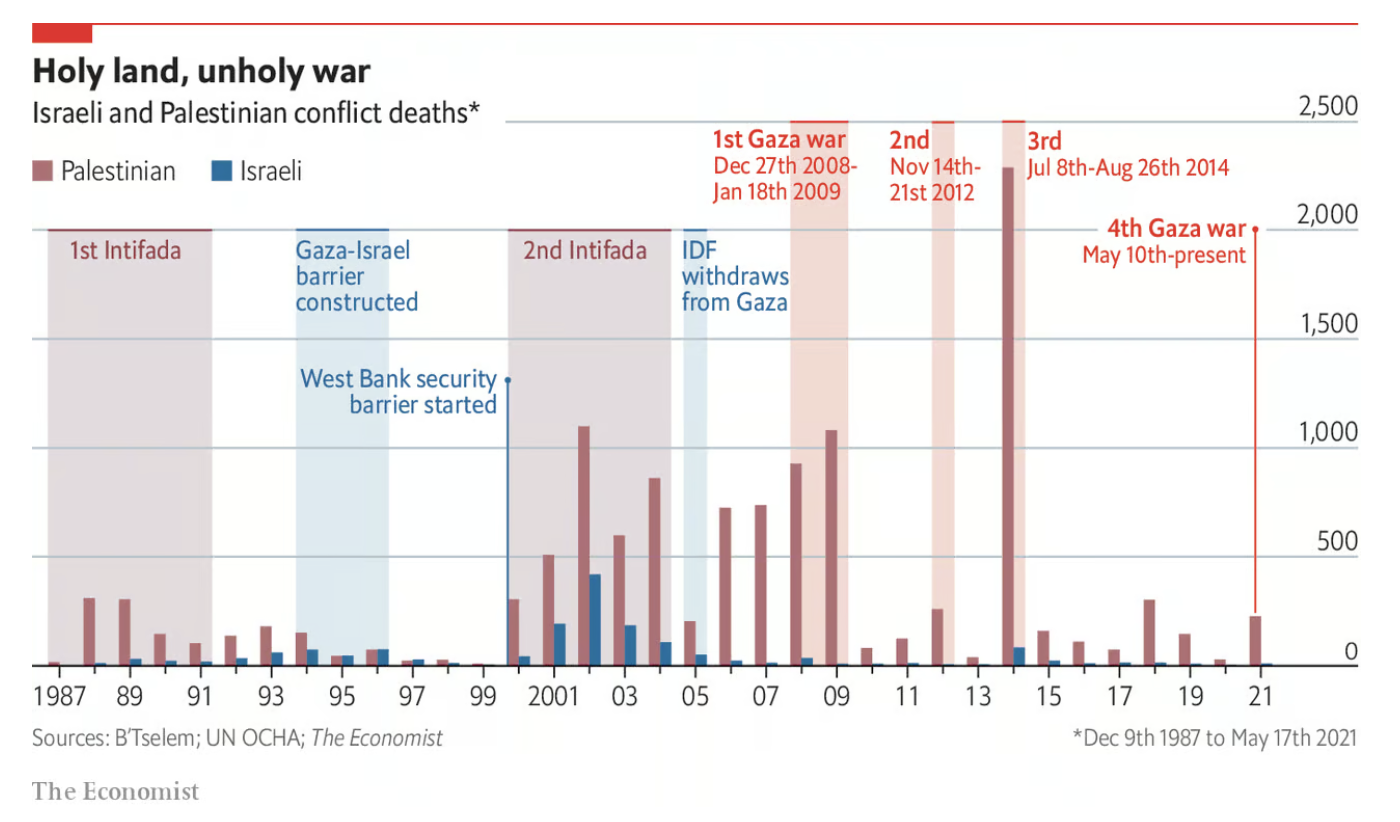 Holy land, unholy war
Israeli and Palestinian conflict deaths*
Palestinian
Israeli
2,500
2,000
1,500
1,000
500
0
1st Intifada
Gaza-Israel
barrier
constructed
West Bank security
barrier started
2nd Intifada
IDF
withdraws
from Gaza
1st Gaza war
Dec 27th 2008-
Jan 18th 2009
2nd
Nov 14th-
21st 2012
3rd
Jul 8th-Aug 26th 2014
4th Gaza war
May 10th-present
1987 89 91 93 95 97 99 2001 03 05 07 09 11 13 15 17 19 21
Sources: B'Tselem; UN OCHA; The Economist
*Dec 9th 1987 to May 17th 2021
The Economist